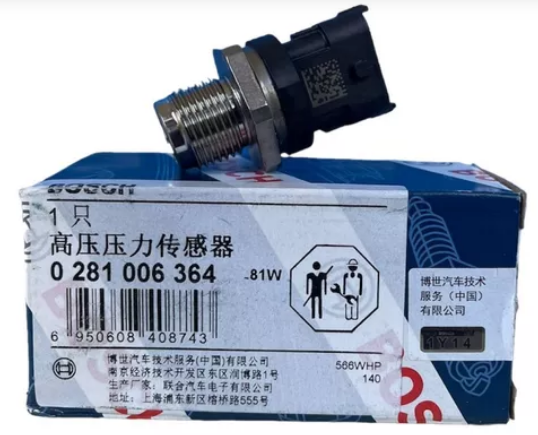 BOSCH
1 只
高压压力传感器
0 281 006 364 -81W
6 950608 408743
博世汽车技术服务(中国)有限公司
南京经济技术开发区东区润博路1号
生产厂家：联合汽车电子有限公司
地址：上海浦东新区榕桥路555号
566WHP
140
博世汽车技术
服务（中国）
有限公司
1Y14